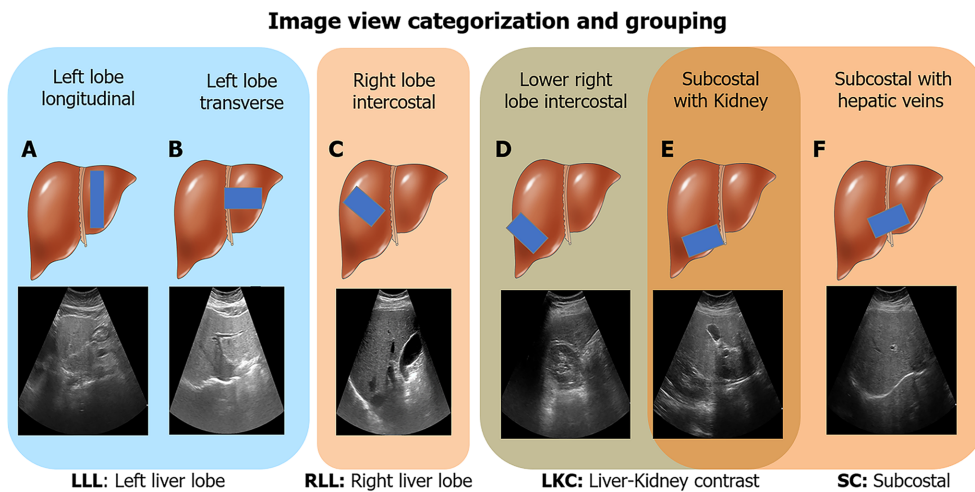 Image view categorization and grouping
Left lobe
longitudinal
Left lobe
transverse
Right lobe
intercostal
Lower right
lobe intercostal
Subcostal
with Kidney
Subcostal with
hepatic veins
A
B
C
D
E
F
LLL: Left liver lobe
RLL: Right liver lobe
LKC: Liver-Kidney contrast
SC: Subcostal